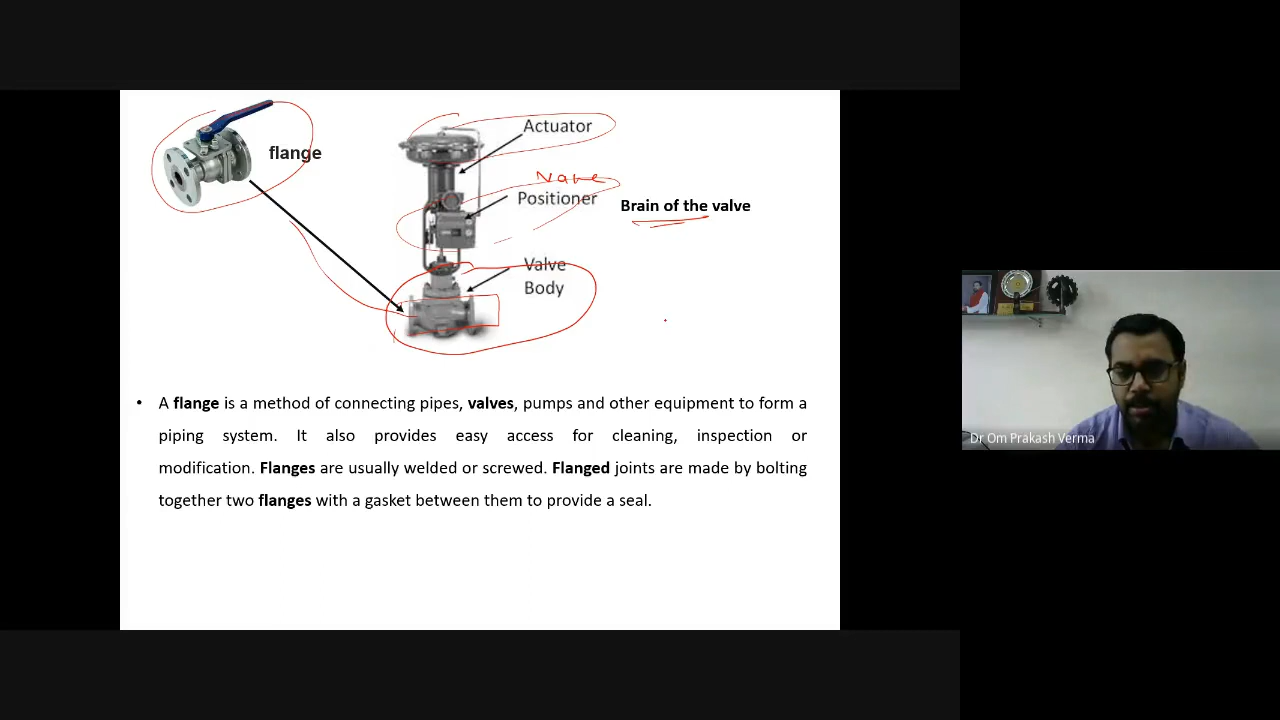 flange
Actuator
Positioner
Brain of the valve
Valve
Body
• A flange is a method of connecting pipes, valves, pumps and other equipment to form a
piping system. It also provides easy access for cleaning, inspection or
modification. Flanges are usually welded or screwed. Flanged joints are made by bolting
together two flanges with a gasket between them to provide a seal.
Dr Om Prakash Verma